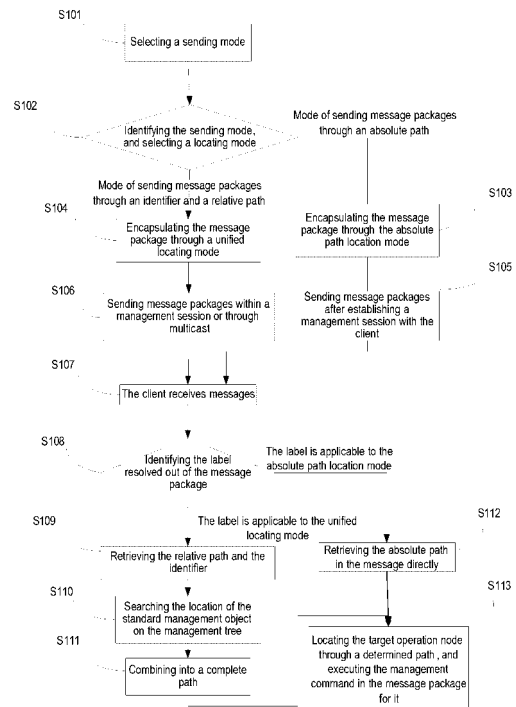 S101
Selecting a sending mode
S102
Identifying the sending mode,
and selecting a locating mode
Mode of sending message packages
through an absolute path
Mode of sending message packages
through an identifier and a relative path
S103
S104
Encapsulating the message
package through a unified
locating mode
Encapsulating the message
package through the absolute
path location mode
S105
S106
Sending message packages within a
management session or through
multicast
Sending message packages
after establishing a
management session with the
client
S107
The client receives messages
S108
Identifying the label
resolved out of the message
package
The label is applicable to the
absolute path location mode
S109
The label is applicable to the unified
locating mode
S112
Retrieving the relative path and the
identifier
Retrieving the absolute path
in the message directly
S110
S113
Searching the location of the
standard management object
on the management tree
S111
Combining into a complete
path
Locating the target operation node
through a determined path , and
executing the management
command in the message package
for it